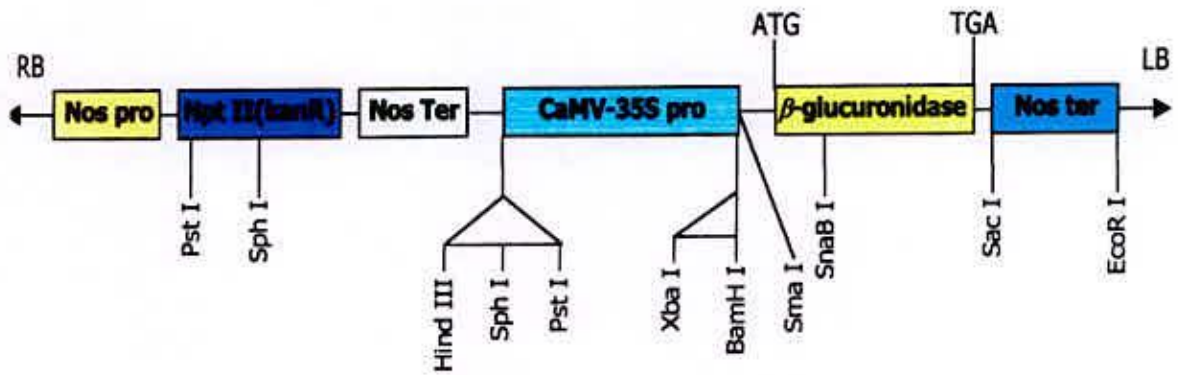 ATG TGA
RB LB
Nos pro Npt II(kanR) Nos Ter CaMV-35S pro β-glucuronidase Nos ter
Pst I
Sph I
Hind III
Sph I
Pst I
Xba I
BamH I
Sma I
SnaB I
Sac I
EcoR I